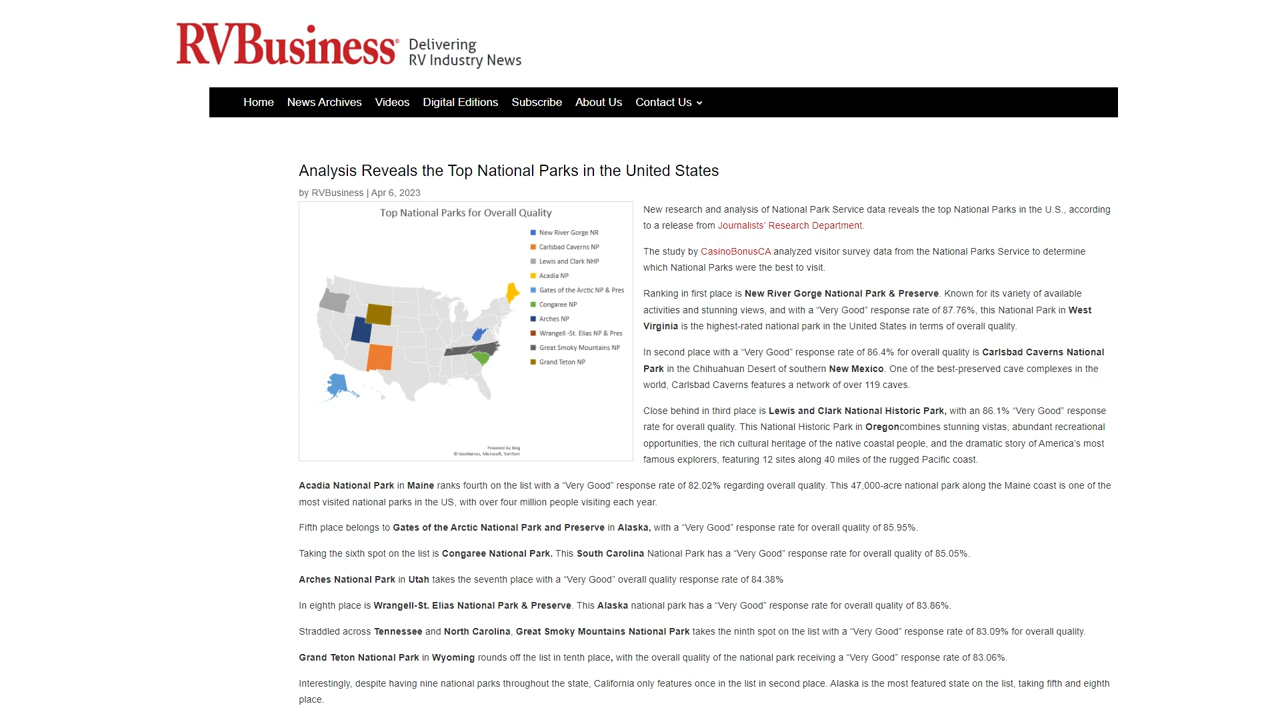 RVBusiness®
Delivering
RV Industry News
Home News Archives Videos Digital Editions Subscribe About Us Contact Us
Analysis Reveals the Top National Parks in the United States
by RVBusiness | Apr 6, 2023
Top National Parks for Overall Quality
New River Gorge NR
Carlsbad Caverns NP
Lewis and Clark NHP
Acadia NP
Gates of the Arctic NP & Pres
Congaree NP
Arches NP
Wrangell -St. Elias NP & Pres
Great Smoky Mountains NP
Grand Teton NP
Powered by Bing
© GeoNames, Microsoft, TomTom
New research and analysis of National Park Service data reveals the top National Parks in the U.S., according
to a release from Journalists' Research Department.
The study by CasinoBonusCA analyzed visitor survey data from the National Parks Service to determine
which National Parks were the best to visit.
Ranking in first place is New River Gorge National Park & Preserve. Known for its variety of available
activities and stunning views, and with a “Very Good” response rate of 87.76%, this National Park in West
Virginia is the highest-rated national park in the United States in terms of overall quality.
In second place with a “Very Good” response rate of 86.4% for overall quality is Carlsbad Caverns National
Park in the Chihuahuan Desert of southern New Mexico. One of the best-preserved cave complexes in the
world, Carlsbad Caverns features a network of over 119 caves.
Close behind in third place is Lewis and Clark National Historic Park, with an 86.1% “Very Good” response
rate for overall quality. This National Historic Park in Oregoncombines stunning vistas, abundant recreational
opportunities, the rich cultural heritage of the native coastal people, and the dramatic story of America's most
famous explorers, featuring 12 sites along 40 miles of the rugged Pacific coast.
Acadia National Park in Maine ranks fourth on the list with a “Very Good” response rate of 82.02% regarding overall quality. This 47,000-acre national park along the Maine coast is one of the
most visited national parks in the US, with over four million people visiting each year.
Fifth place belongs to Gates of the Arctic National Park and Preserve in Alaska, with a “Very Good” response rate for overall quality of 85.95%.
Taking the sixth spot on the list is Congaree National Park. This South Carolina National Park has a “Very Good” response rate for overall quality of 85.05%.
Arches National Park in Utah takes the seventh place with a “Very Good” overall quality response rate of 84.38%
In eighth place is Wrangell-St. Elias National Park & Preserve. This Alaska national park has a “Very Good” response rate for overall quality of 83.86%.
Straddled across Tennessee and North Carolina, Great Smoky Mountains National Park takes the ninth spot on the list with a “Very Good” response rate of 83.09% for overall quality.
Grand Teton National Park in Wyoming rounds off the list in tenth place, with the overall quality of the national park receiving a “Very Good” response rate of 83.06%.
Interestingly, despite having nine national parks throughout the state, California only features once in the list in second place. Alaska is the most featured state on the list, taking fifth and eighth
place.